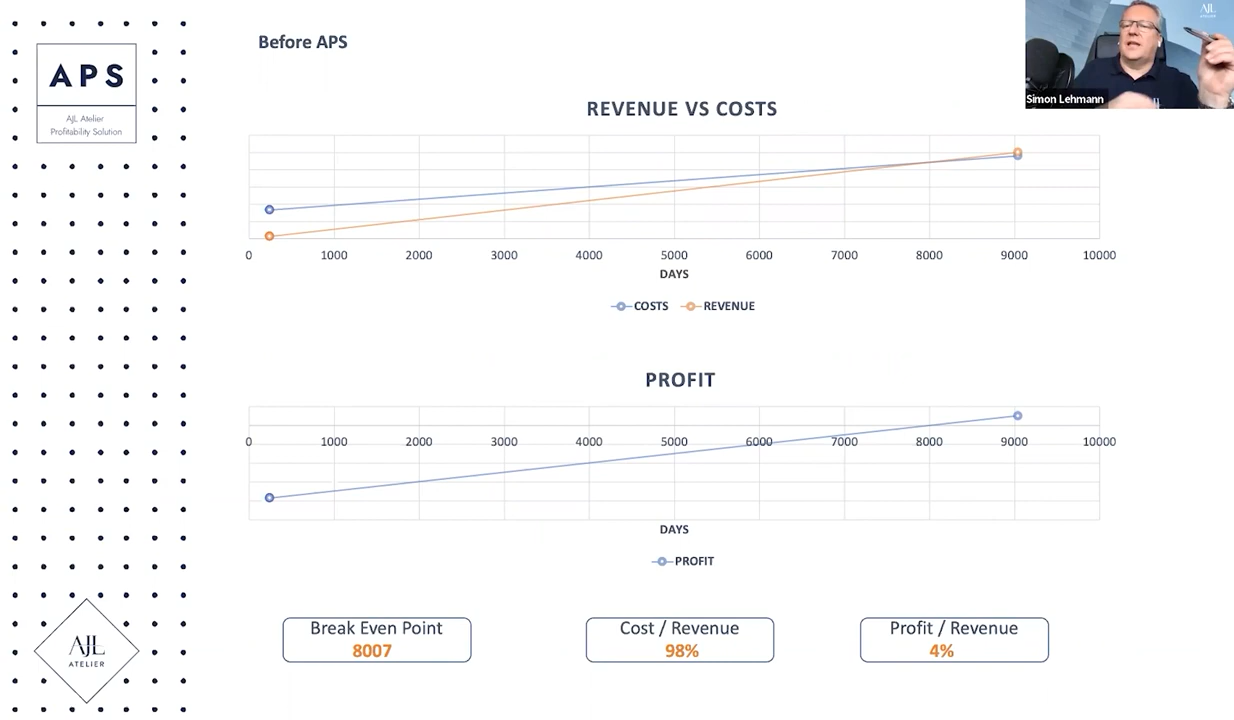 Before APS
APS
AJL Atelier
Profitability Solution
AJL
ATELIER
Simon Lehmann
REVENUE VS COSTS
0 1000 2000 3000 4000 5000 6000 7000 8000 9000 10000
DAYS
COSTS REVENUE
PROFIT
0 1000 2000 3000 4000 5000 6000 7000 8000 9000 10000
DAYS
PROFIT
Break Even Point
8007
Cost / Revenue
98%
Profit / Revenue
4%
AJL
ATELIER